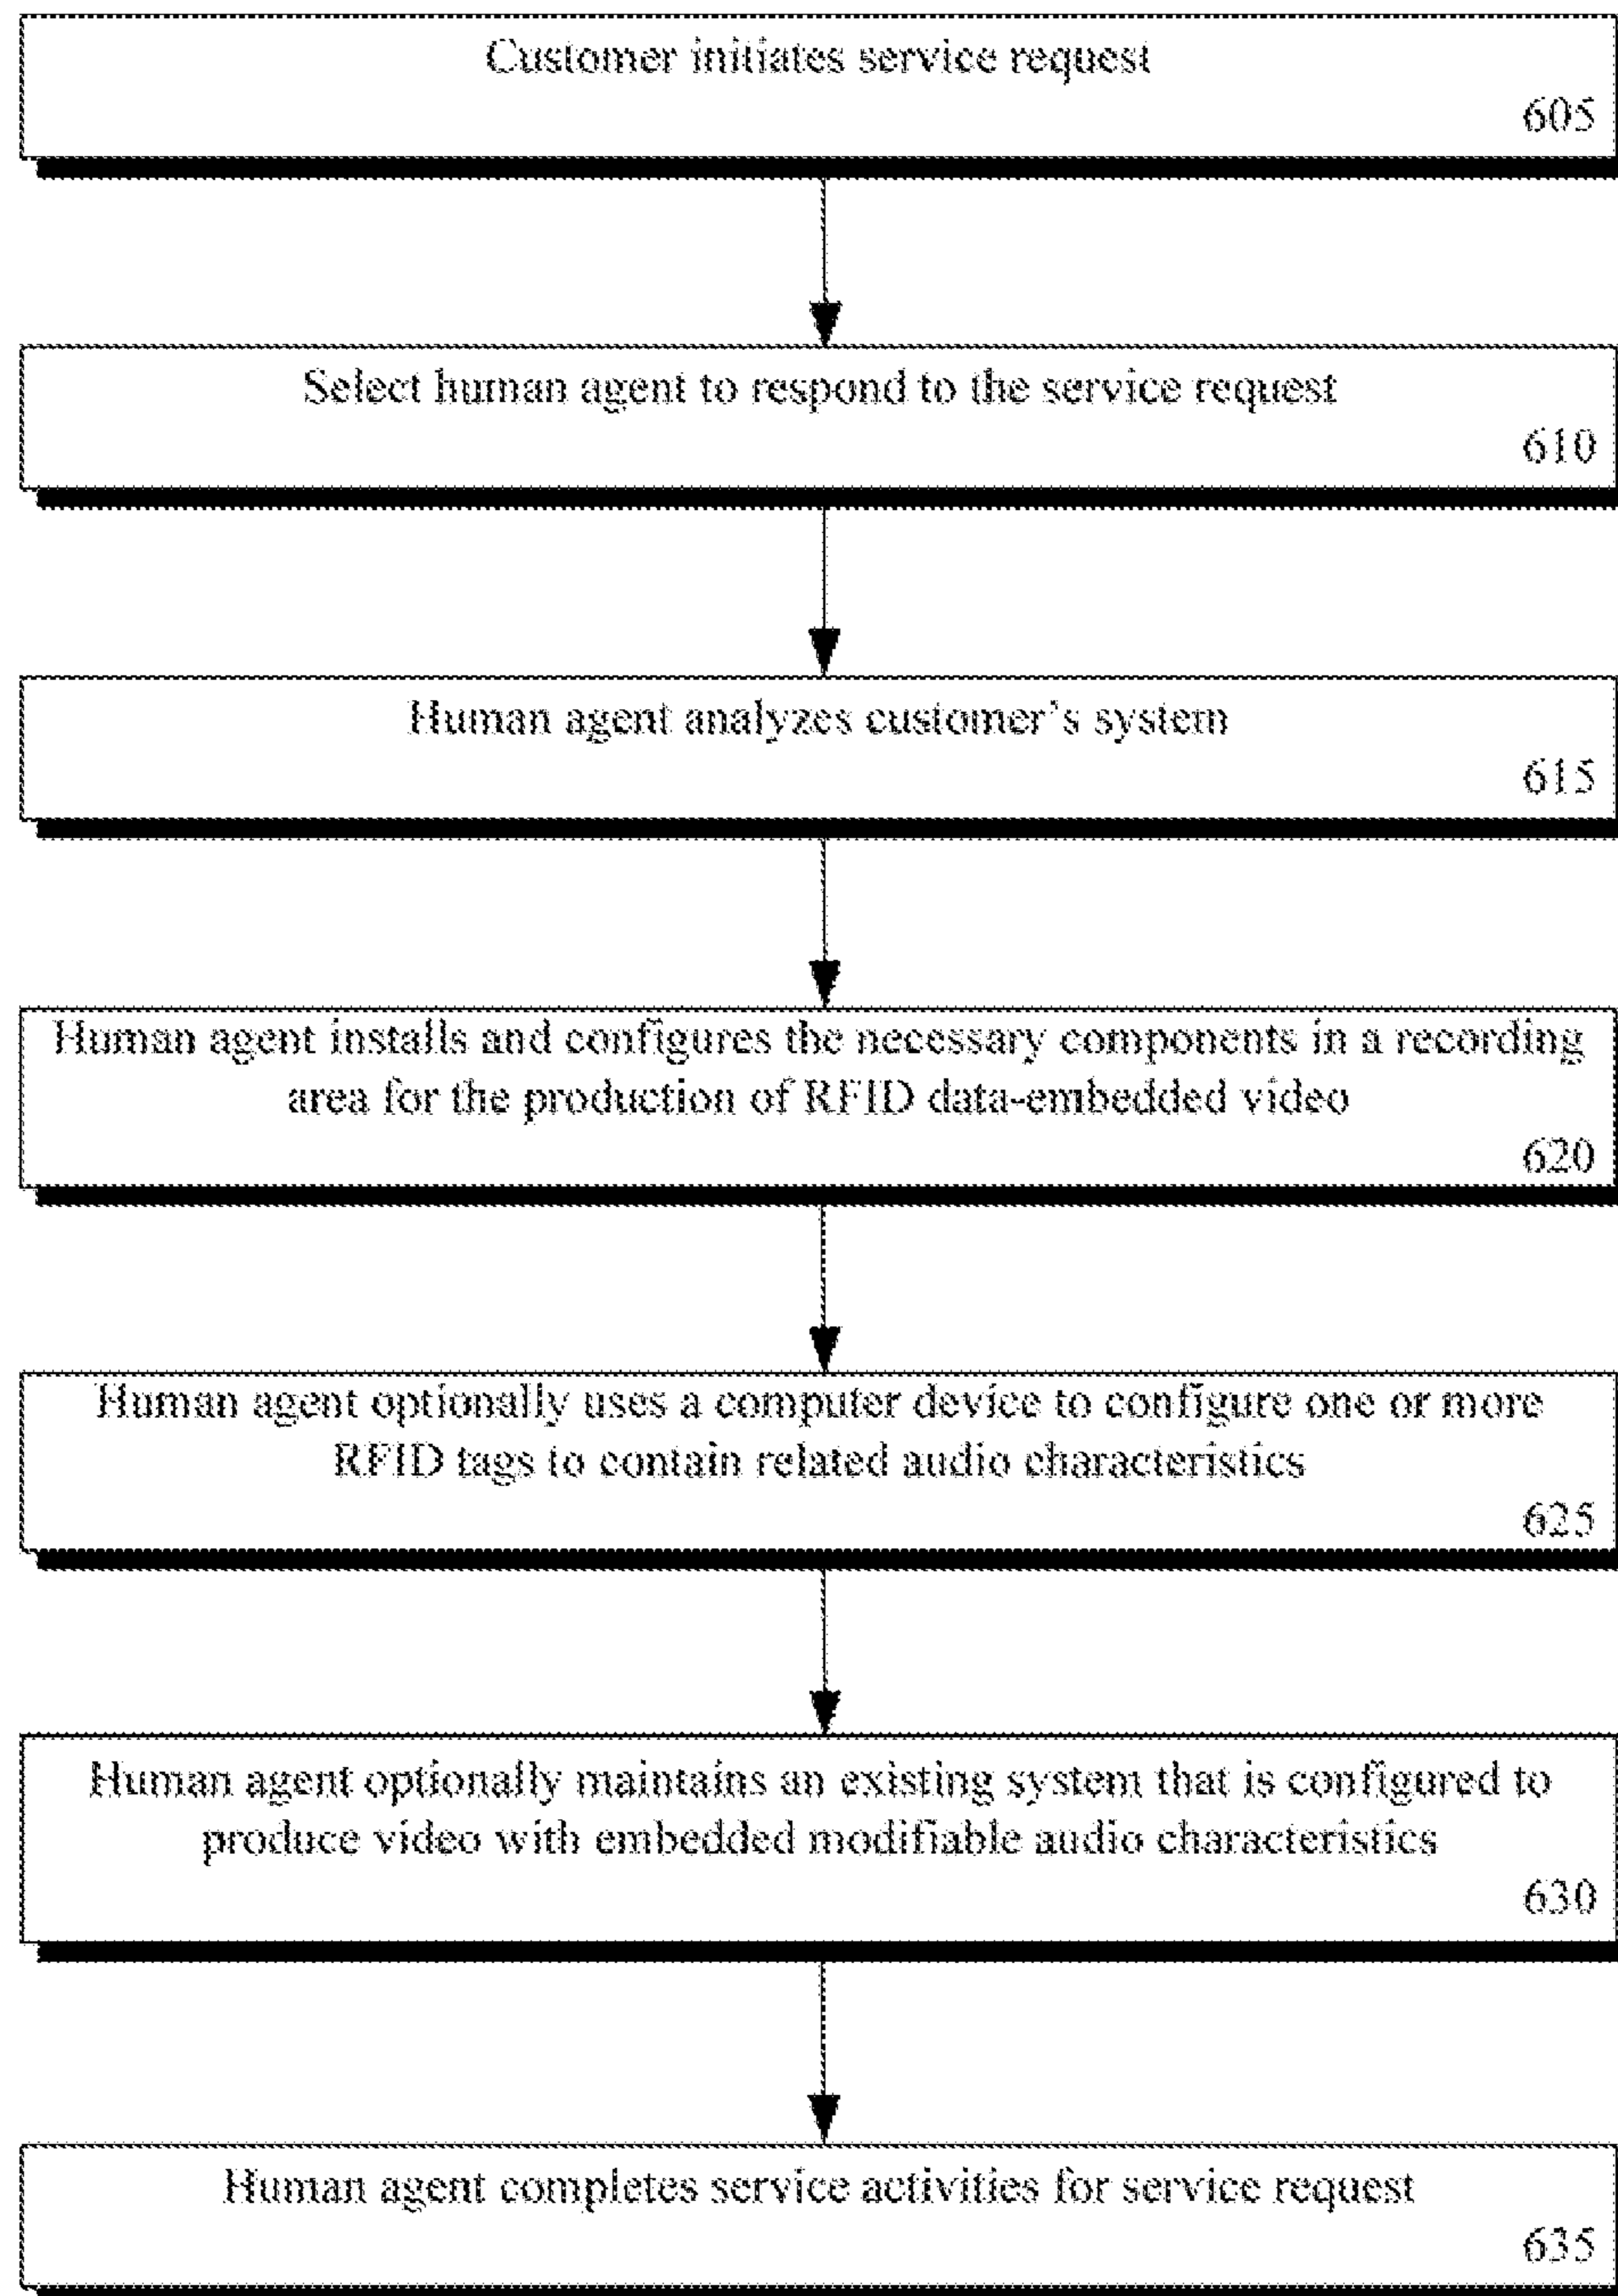 Customer initiates service request
605
Select human agent to respond to the service request
610
Human agent analyzes customer's system
615
Human agent installs and configures the necessary components in a recording
area for the production of RFID data-embedded video
620
Human agent optionally uses a computer device to configure one or more
RFID tags to contain related audio characteristics
625
Human agent optionally maintains an existing system that is configured to
produce video with embedded modifiable audio characteristics
630
Human agent completes service activities for service request
635